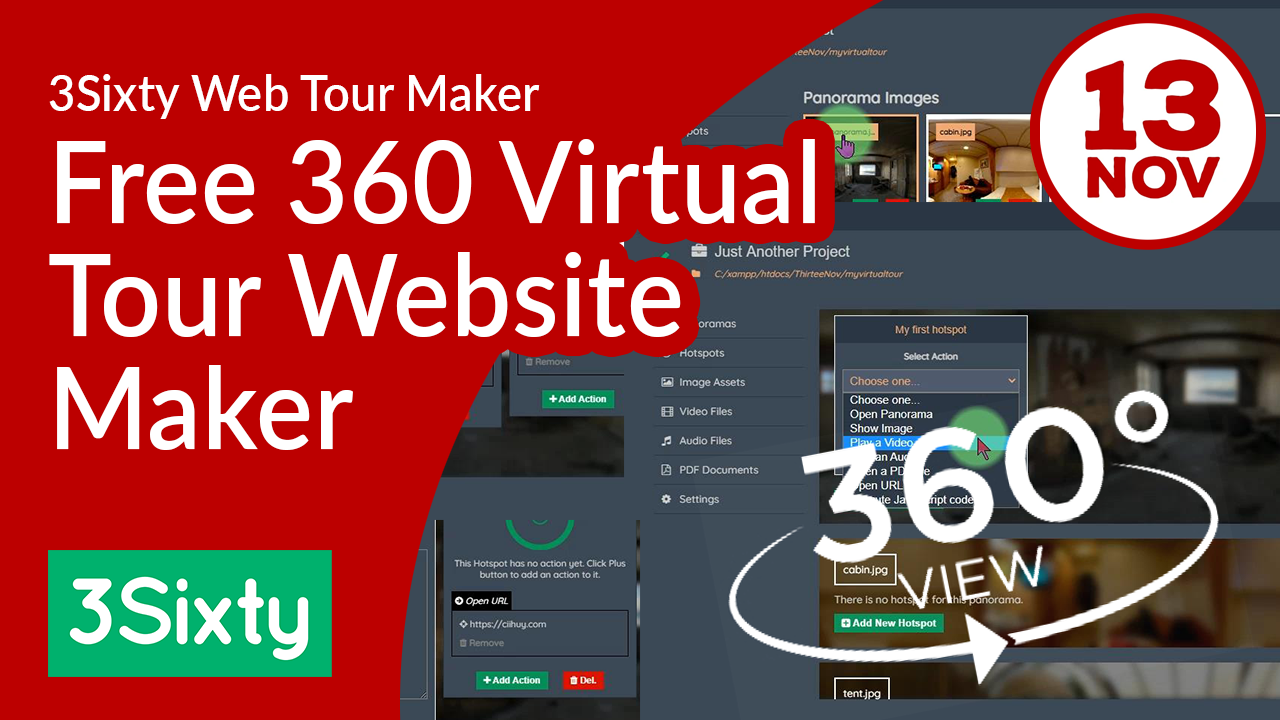 3Sixty Web Tour Maker
Free 360 Virtual
Tour Website
Maker
3Sixty
13
NOV
Panorama Images
cabin.jpg
Just Another Project
C:/xampp/htdocs/ThirteeNov/myvirtualtour
Hotspots
Image Assets
Video Files
Audio Files
PDF Documents
Settings
My first hotspot
Select Action
Choose one...
Choose one...
Open Panorama
Show Image
Play a Video
360°
VIEW
Remove
Add Action
This Hotspot has no action yet. Click Plus
button to add an action to it.
Open URL
https://ciihuy.com
Remove
Add Action
Del.
cabin.jpg
There is no hotspot for this panorama.
Add New Hotspot
tent.jpg